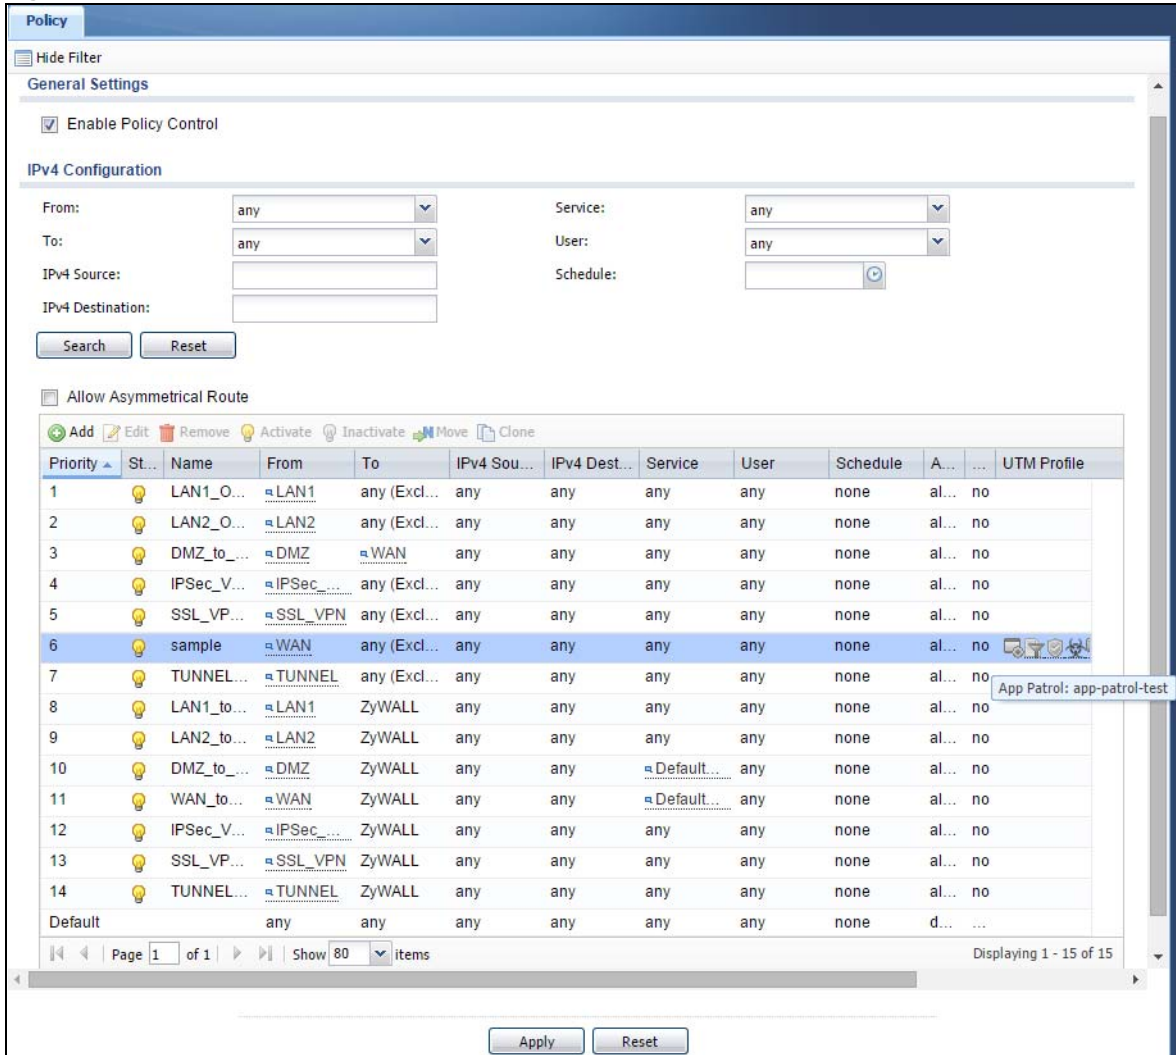 Policy
Hide Filter
General Settings
Enable Policy Control
IPv4 Configuration
From: any Service: any
To: any User: any
IPv4 Source: Schedule:
IPv4 Destination:
Search Reset
Allow Asymmetrical Route
Add Edit Remove Activate Inactivate Move Clone
Priority St... Name From To IPv4 Sou... IPv4 Dest... Service User Schedule A... ... UTM Profile
1 LAN1_O... LAN1 any (Excl... any any any any none al... no
2 LAN2_O... LAN2 any (Excl... any any any any none al... no
3 DMZ_to_... DMZ WAN any any any any none al... no
4 IPSec_V... IPSec_... any (Excl... any any any any none al... no
5 SSL_VP... SSL_VPN any (Excl... any any any any none al... no
6 sample WAN any (Excl... any any any any none al... no
7 TUNNEL... TUNNEL any (Excl... any any any any none al... no
App Patrol: app-patrol-test
8 LAN1_to... LAN1 ZyWALL any any any any none al... no
9 LAN2_to... LAN2 ZyWALL any any any any none al... no
10 DMZ_to_... DMZ ZyWALL any any Default... any none al... no
11 WAN_to... WAN ZyWALL any any Default... any none al... no
12 IPSec_V... IPSec_... ZyWALL any any any any none al... no
13 SSL_VP... SSL_VPN ZyWALL any any any any none al... no
14 TUNNEL... TUNNEL ZyWALL any any any any none al... no
Default any any any any any any none d... ...
Page 1 of 1 Show 80 items Displaying 1 - 15 of 15
Apply Reset